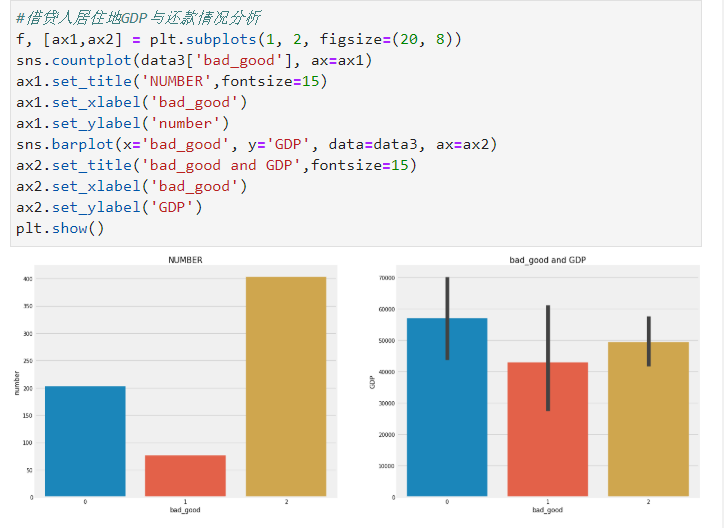 #借贷人居住地GDP与还款情况分析
f, [ax1,ax2] = plt.subplots(1, 2, figsize=(20, 8))
sns.countplot(data3['bad_good'], ax=ax1)
ax1.set_title('NUMBER',fontsize=15)
ax1.set_xlabel('bad_good')
ax1.set_ylabel('number')
sns.barplot(x='bad_good', y='GDP', data=data3, ax=ax2)
ax2.set_title('bad_good and GDP',fontsize=15)
ax2.set_xlabel('bad_good')
ax2.set_ylabel('GDP')
plt.show()
NUMBER
400
350
300
250
200
150
100
50
0
number
0 1 2
bad_good
bad_good and GDP
70000
60000
50000
40000
30000
20000
10000
0
GDP
0 1 2
bad_good